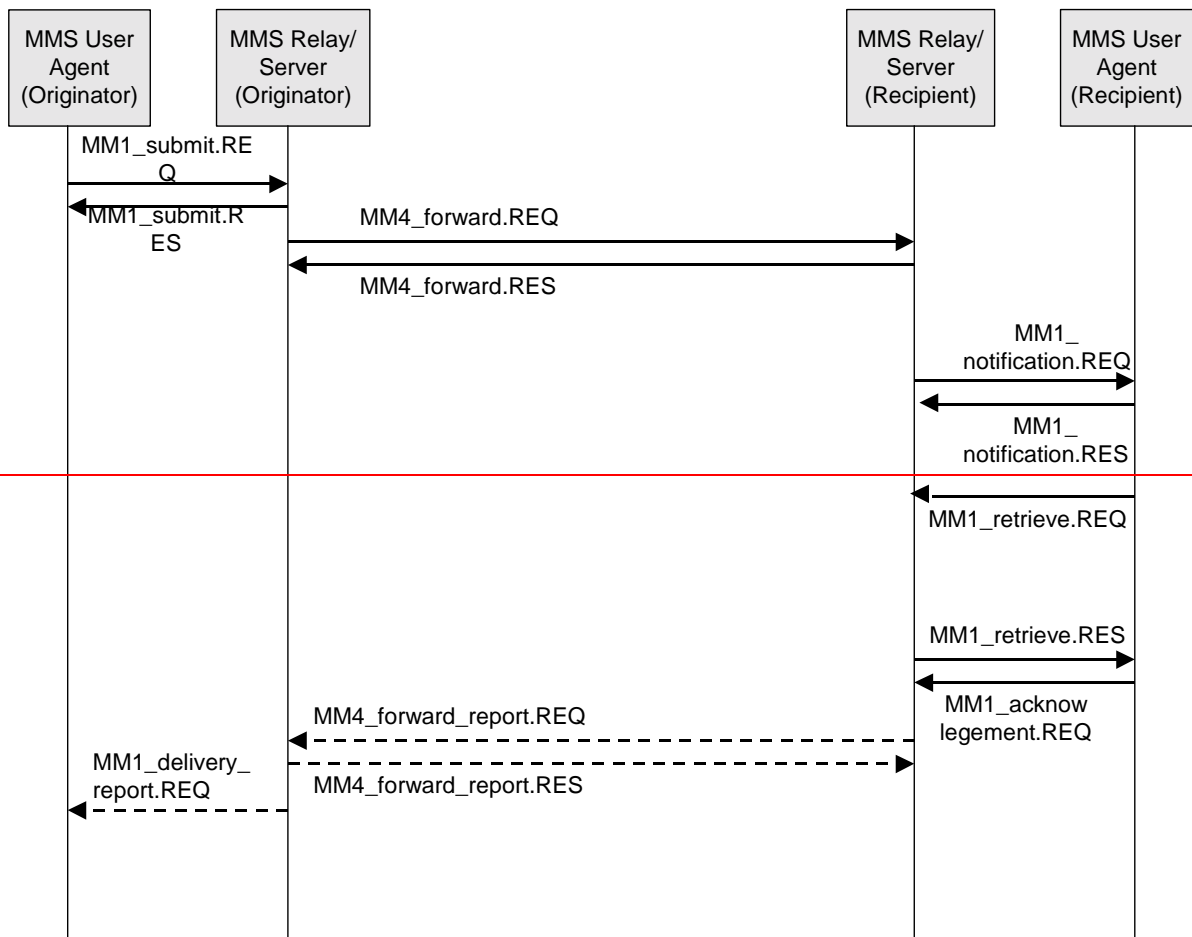 MMS User
Agent
(Originator)
MMS Relay/
Server
(Originator)
MMS Relay/
Server
(Recipient)
MMS User
Agent
(Recipient)
MM1_submit.RE
Q
MM1_submit.R
ES
MM4_forward.REQ
MM4_forward.RES
MM1_
notification.REQ
MM1_
notification.RES
MM1_retrieve.REQ
MM1_retrieve.RES
MM1_acknow
legement.REQ
MM4_forward_report.REQ
MM4_forward_report.RES
MM1_delivery_
report.REQ